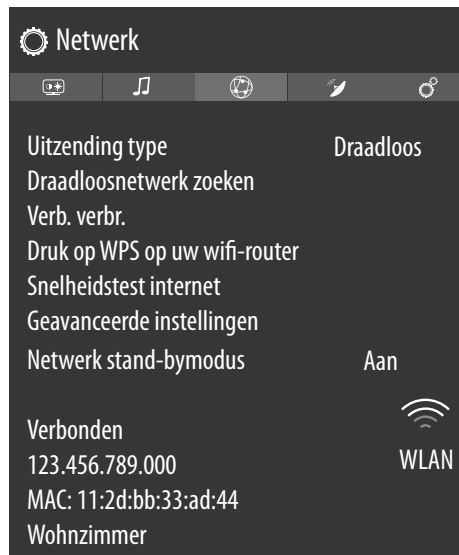 Netwerk
Uitzending type Draadloos
Draadloosnetwerk zoeken
Verb. verbr.
Druk op WPS op uw wifi-router
Snelheidstest internet
Geavanceerde instellingen
Netwerk stand-bymodus Aan
Verbonden
123.456.789.000 WLAN
MAC: 11:2d:bb:33:ad:44
Wohnzimmer